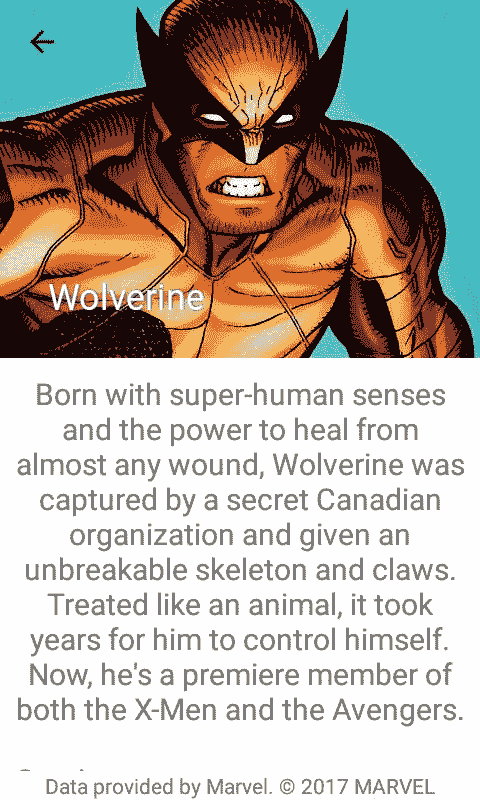 Wolverine
Born with super-human senses
and the power to heal from
almost any wound, Wolverine was
captured by a secret Canadian
organization and given an
unbreakable skeleton and claws.
Treated like an animal, it took
years for him to control himself.
Now, he's a premiere member of
both the X-Men and the Avengers.
Data provided by Marvel. © 2017 MARVEL